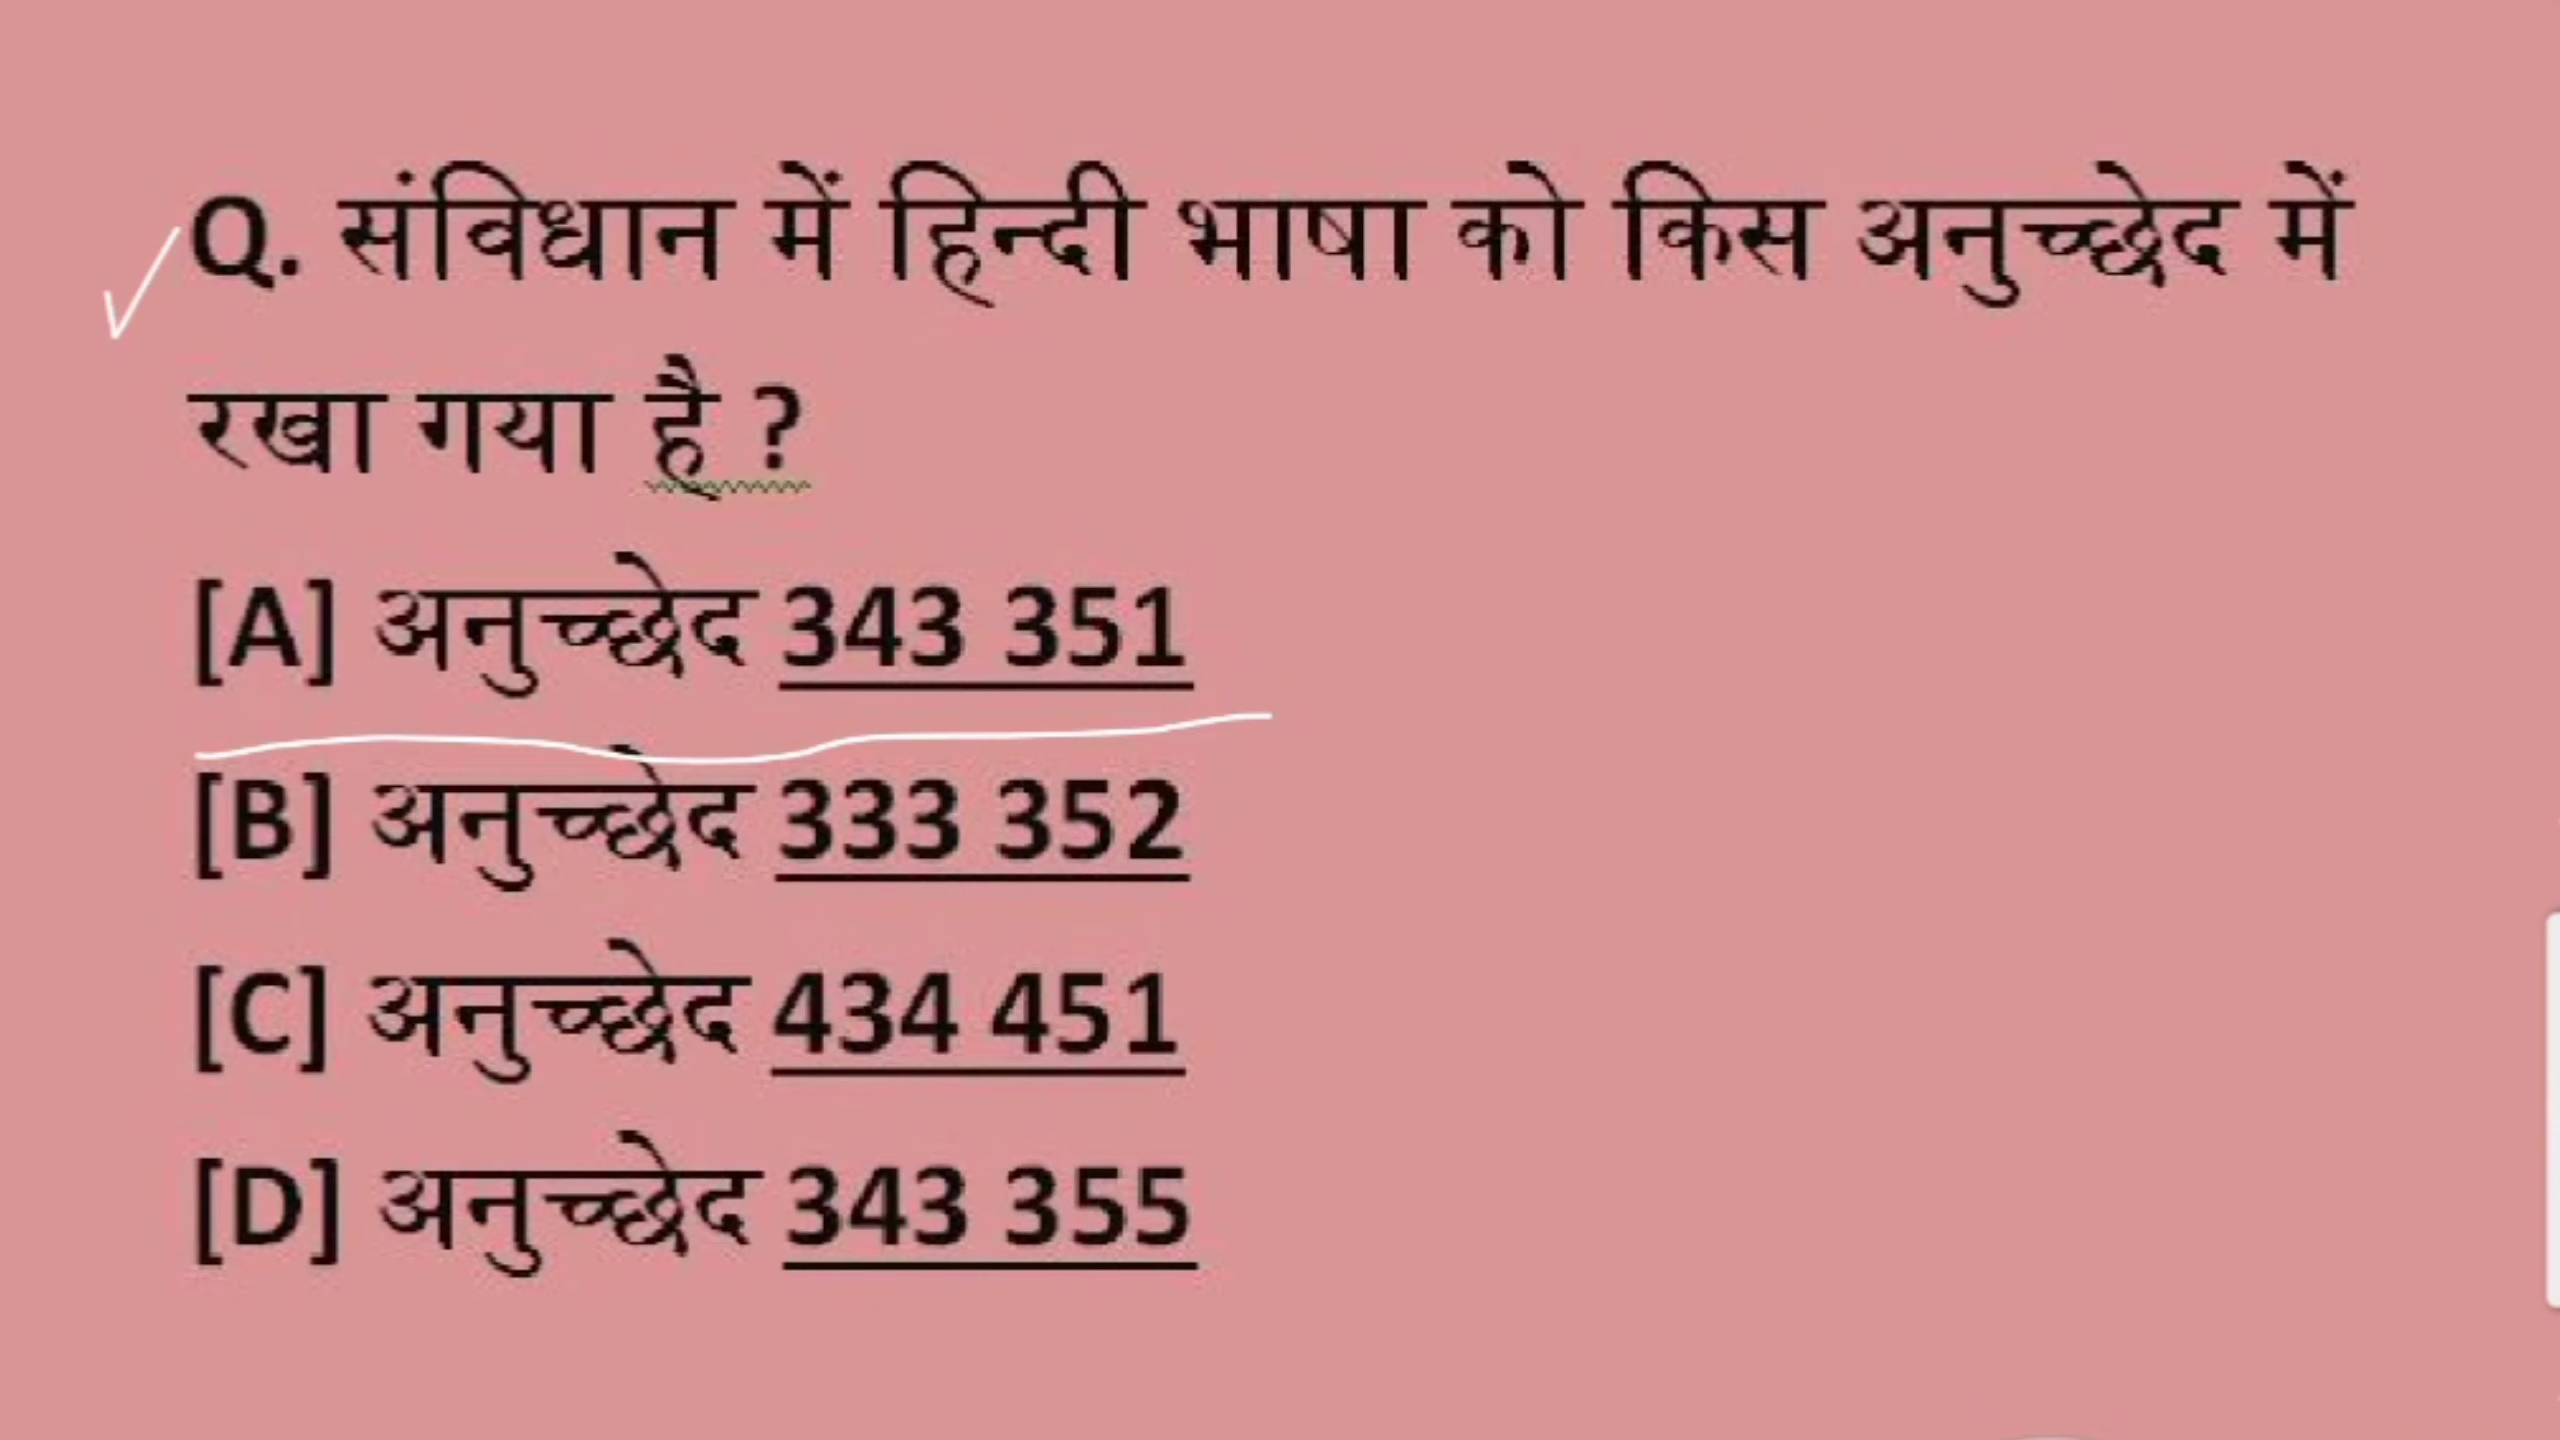 Q. संविधान में हिन्दी भाषा को किस अनुच्छेद में
रखा गया है ?
[A] अनुच्छेद 343 351
[B] अनुच्छेद 333 352
[C] अनुच्छेद 434 451
[D] अनुच्छेद 343 355